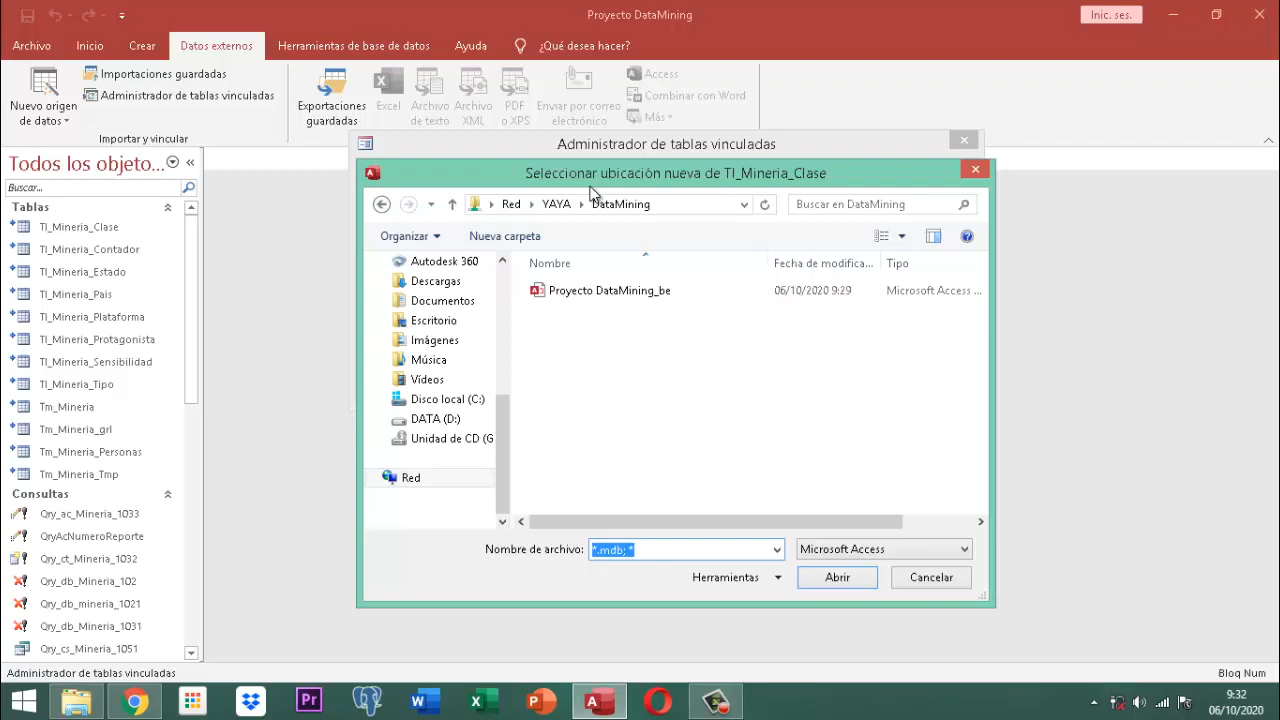 Proyecto DataMining
Inic. ses.
Archivo Inicio Crear Datos externos Herramientas de base de datos Ayuda ¿Qué desea hacer?
Nuevo origen de datos
Importaciones guardadas
Administrador de tablas vinculadas
Importar y vincular
Exportaciones guardadas
Excel
Archivo de texto
Archivo XML
PDF o XPS
Enviar por correo electrónico
Access
Combinar con Word
Más
Administrador de tablas vinculadas
Todos los objeto...
Buscar...
Tablas
Tl_Mineria_Clase
Tl_Mineria_Contador
Tl_Mineria_Estado
Tl_Mineria_Pais
Tl_Mineria_Plataforma
Tl_Mineria_Protagonista
Tl_Mineria_Sensibilidad
Tl_Mineria_Tipo
Tm_Mineria
Tm_Mineria_grl
Tm_Mineria_Personas
Tm_Mineria_Tmp
Consultas
Qry_ac_Mineria_1033
QryAcNumeroReporte
Qry_ct_Mineria_1032
Qry_db_Mineria_102
Qry_db_mineria_1021
Qry_db_Mineria_1031
Qry_cs_Mineria_1051
Seleccionar ubicación nueva de Tl_Mineria_Clase
Red YAYA DataMining
Buscar en DataMining
Organizar Nueva carpeta
Autodesk 360
Descargas
Documentos
Escritorio
Imágenes
Música
Vídeos
Disco local (C:)
DATA (D:)
Unidad de CD (G
Red
Nombre Fecha de modifica... Tipo
Proyecto DataMining_be 06/10/2020 9:29 Microsoft Access ...
Nombre de archivo: *.mdb; * Microsoft Access
Herramientas Abrir Cancelar
Administrador de tablas vinculadas
Bloq Num
Pr
9:32
06/10/2020